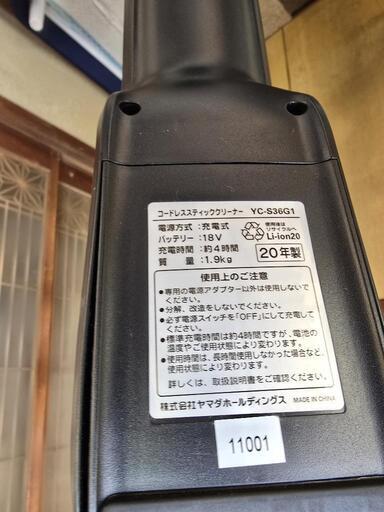 コードレススティッククリーナー YC-S36G1
電源方式：充電式
バッテリー：18V
充電時間：約4時間
質　　量：1.9kg
使用後は
リサイクルへ
Li-ion20
20年製
使用上のご注意
●専用の電源アダプター以外は使用しないで
ください。
●分解、改造をしないでください。
●必ず電源スイッチを「OFF」にして充電してく
ださい。
●標準充電時間は約4時間ですが、電池の
温度やご使用状態により変わります。
●使用時間は、長時間使用しなかった場合など、
使用状態により変わります。
詳しくは、取扱説明書をご確認ください。
株式会社ヤマダホールディングス MADE IN CHINA
11001